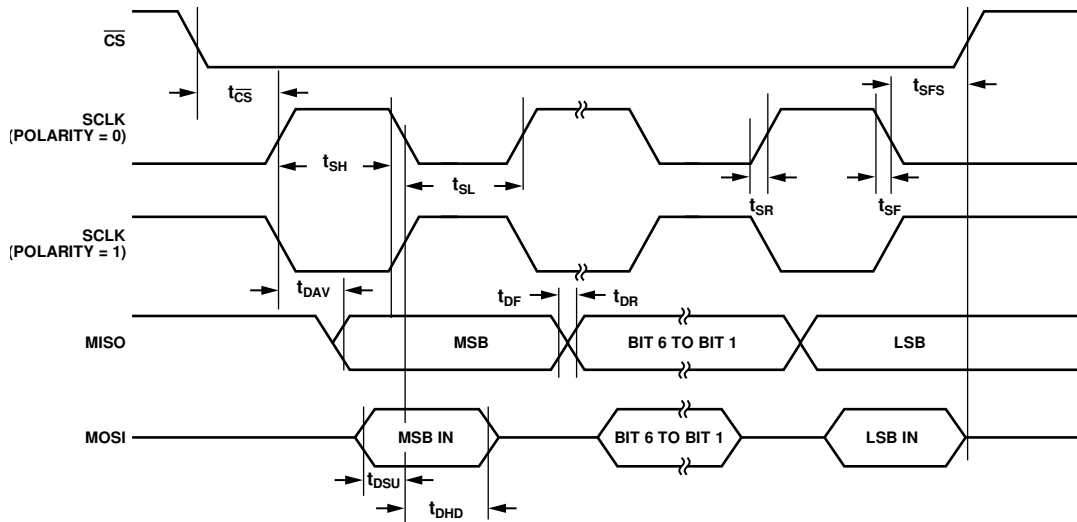 CS
tCS
tSFS
SCLK
(POLARITY = 0)
tSH
tSL
tSR
tSF
SCLK
(POLARITY = 1)
tDAV
tDF
tDR
MISO
MSB
BIT 6 TO BIT 1
LSB
MOSI
MSB IN
BIT 6 TO BIT 1
LSB IN
tDSU
tDHD